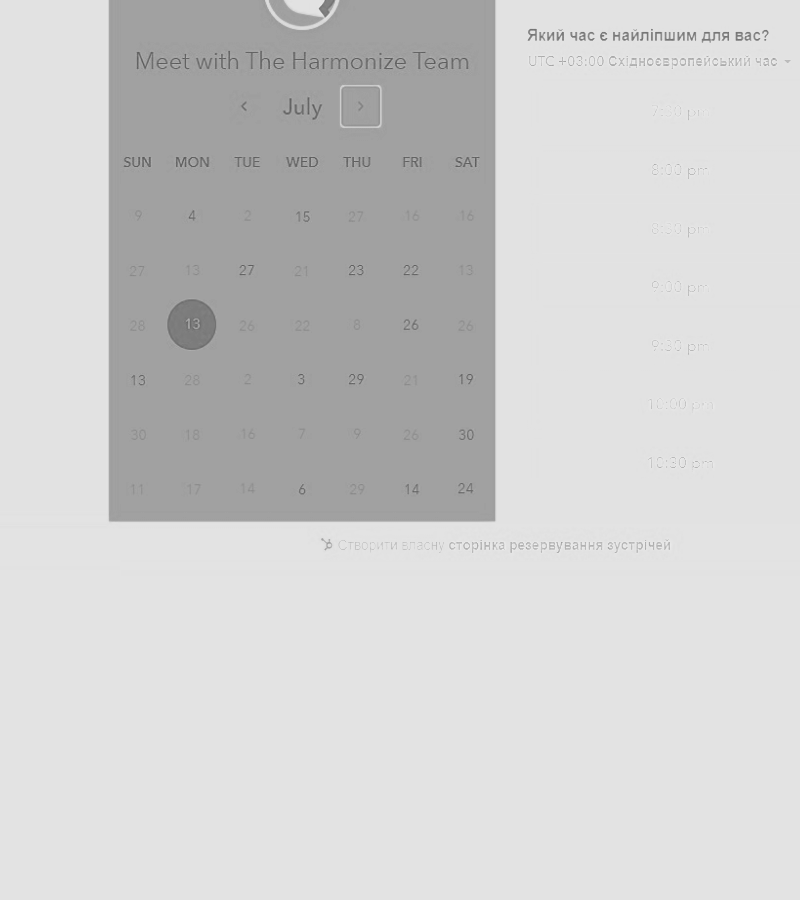 Meet with The Harmonize Team
July
SUN MON TUE WED THU FRI SAT
9 4 2 15 27 16 16
27 13 27 21 23 22 13
28 13 26 22 8 26 26
13 28 2 3 29 21 19
30 18 16 7 9 26 30
11 17 14 6 29 14 24
Який час є найліпшим для вас?
UTC +03:00 Східноєвропейський час
7:30 pm
8:00 pm
8:30 pm
9:00 pm
9:30 pm
10:00 pm
10:30 pm
Створити власну сторінка резервування зустрічей